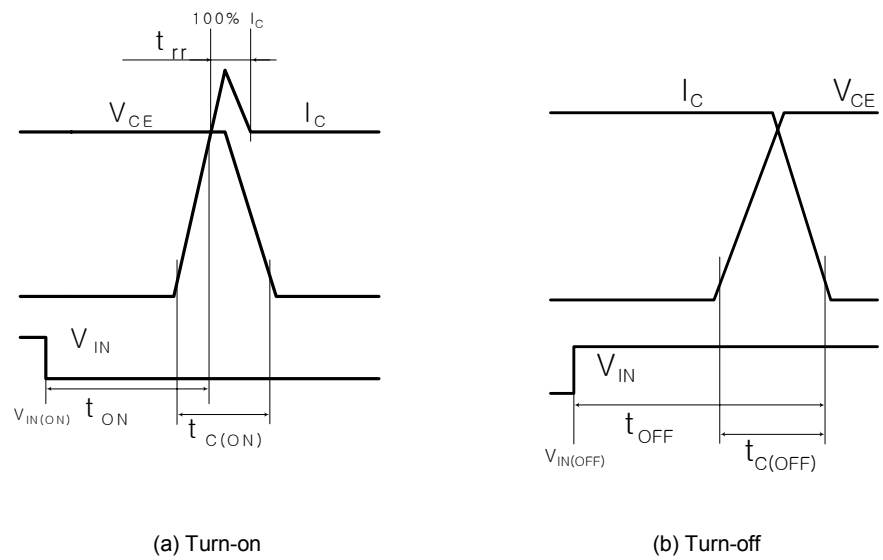 100% I_C
t_rr
V_CE
I_C
V_IN
V_IN(ON)
t_ON
t_C(ON)
(a) Turn-on
I_C
V_CE
V_IN
V_IN(OFF)
t_OFF
t_C(OFF)
(b) Turn-off